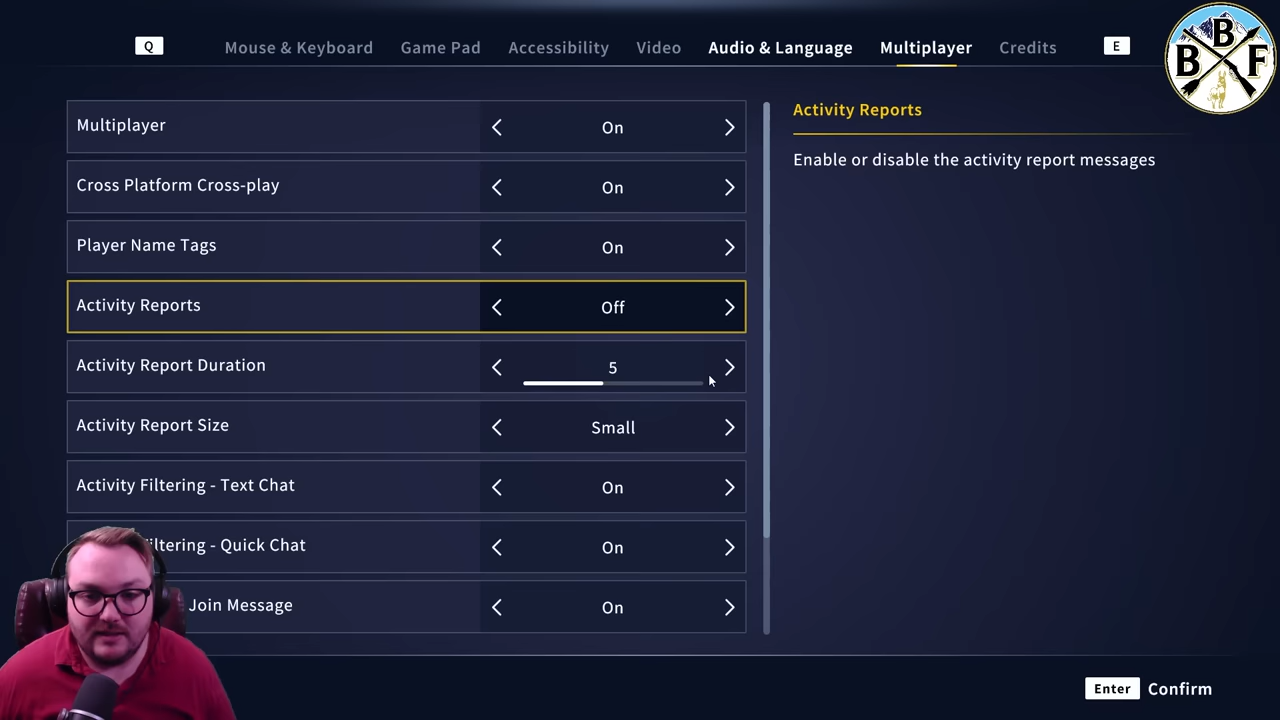 Q
Mouse & Keyboard
Game Pad
Accessibility
Video
Audio & Language
Multiplayer
Credits
E
B
B F
Multiplayer
On
Cross Platform Cross-play
On
Player Name Tags
On
Activity Reports
Off
Activity Report Duration
5
Activity Report Size
Small
Activity Filtering - Text Chat
On
iltering - Quick Chat
On
Join Message
On
Activity Reports
Enable or disable the activity report messages
Enter
Confirm